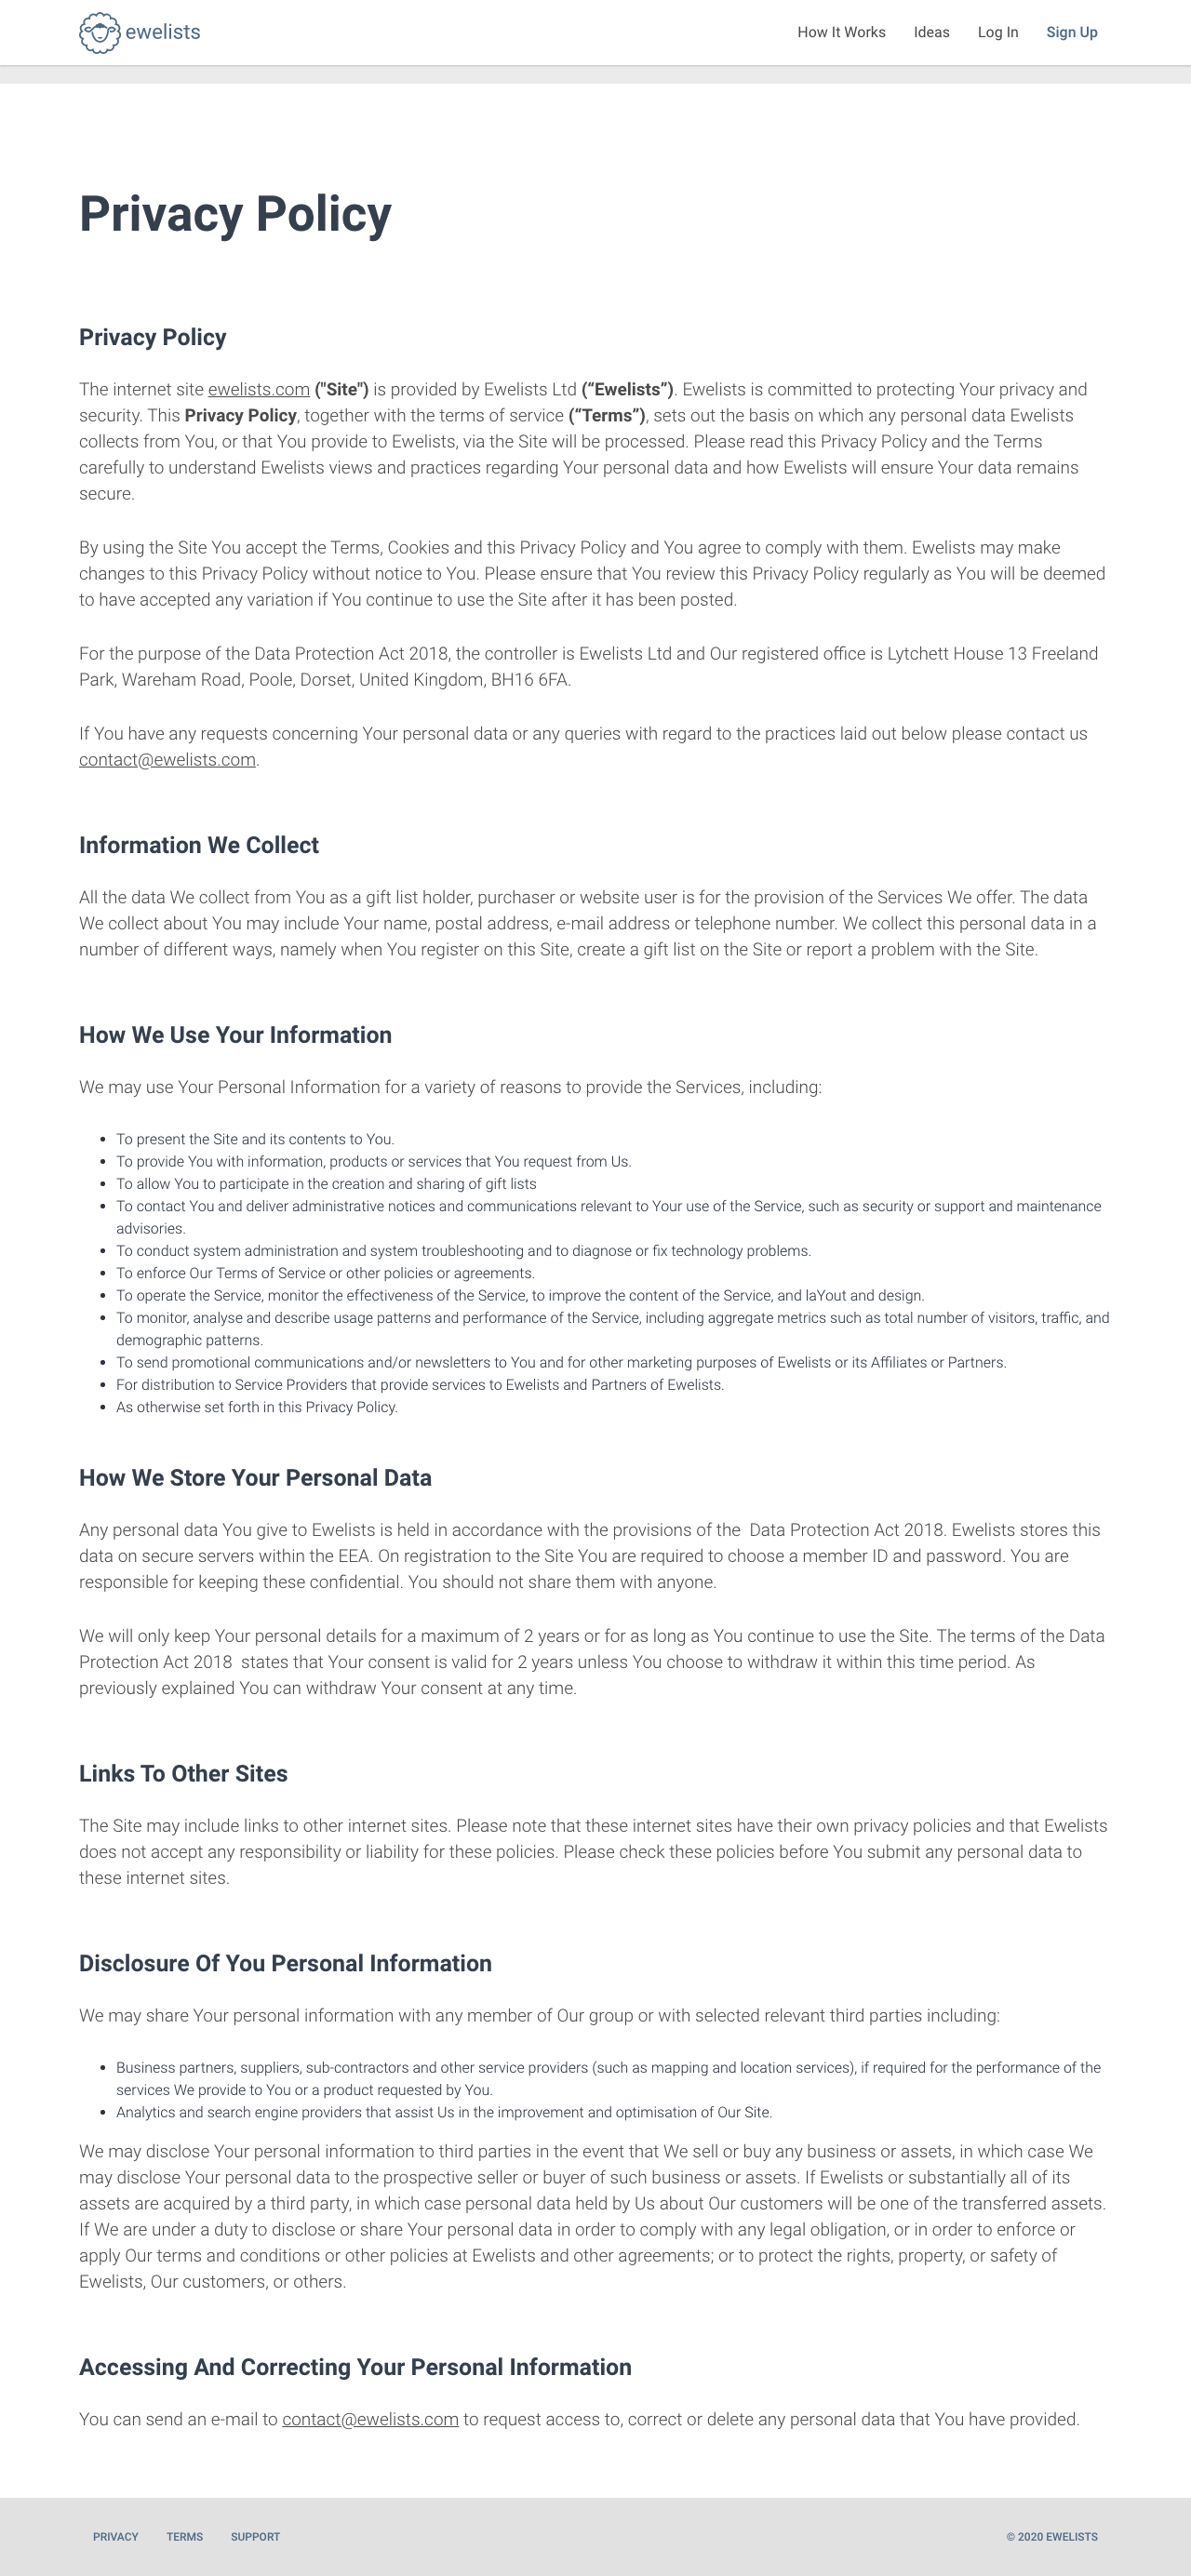 ewelists
How It Works Ideas Log In Sign Up
Privacy Policy
Privacy Policy
The internet site ewelists.com ("Site") is provided by Ewelists Ltd (“Ewelists”). Ewelists is committed to protecting Your privacy and
security. This Privacy Policy, together with the terms of service (“Terms”), sets out the basis on which any personal data Ewelists
collects from You, or that You provide to Ewelists, via the Site will be processed. Please read this Privacy Policy and the Terms
carefully to understand Ewelists views and practices regarding Your personal data and how Ewelists will ensure Your data remains
secure.
By using the Site You accept the Terms, Cookies and this Privacy Policy and You agree to comply with them. Ewelists may make
changes to this Privacy Policy without notice to You. Please ensure that You review this Privacy Policy regularly as You will be deemed
to have accepted any variation if You continue to use the Site after it has been posted.
For the purpose of the Data Protection Act 2018, the controller is Ewelists Ltd and Our registered office is Lytchett House 13 Freeland
Park, Wareham Road, Poole, Dorset, United Kingdom, BH16 6FA.
If You have any requests concerning Your personal data or any queries with regard to the practices laid out below please contact us
contact@ewelists.com.
Information We Collect
All the data We collect from You as a gift list holder, purchaser or website user is for the provision of the Services We offer. The data
We collect about You may include Your name, postal address, e-mail address or telephone number. We collect this personal data in a
number of different ways, namely when You register on this Site, create a gift list on the Site or report a problem with the Site.
How We Use Your Information
We may use Your Personal Information for a variety of reasons to provide the Services, including:
• To present the Site and its contents to You.
• To provide You with information, products or services that You request from Us.
• To allow You to participate in the creation and sharing of gift lists
• To contact You and deliver administrative notices and communications relevant to Your use of the Service, such as security or support and maintenance
advisories.
• To conduct system administration and system troubleshooting and to diagnose or fix technology problems.
• To enforce Our Terms of Service or other policies or agreements.
• To operate the Service, monitor the effectiveness of the Service, to improve the content of the Service, and laYout and design.
• To monitor, analyse and describe usage patterns and performance of the Service, including aggregate metrics such as total number of visitors, traffic, and
demographic patterns.
• To send promotional communications and/or newsletters to You and for other marketing purposes of Ewelists or its Affiliates or Partners.
• For distribution to Service Providers that provide services to Ewelists and Partners of Ewelists.
• As otherwise set forth in this Privacy Policy.
How We Store Your Personal Data
Any personal data You give to Ewelists is held in accordance with the provisions of the  Data Protection Act 2018. Ewelists stores this
data on secure servers within the EEA. On registration to the Site You are required to choose a member ID and password. You are
responsible for keeping these confidential. You should not share them with anyone.
We will only keep Your personal details for a maximum of 2 years or for as long as You continue to use the Site. The terms of the Data
Protection Act 2018  states that Your consent is valid for 2 years unless You choose to withdraw it within this time period. As
previously explained You can withdraw Your consent at any time.
Links To Other Sites
The Site may include links to other internet sites. Please note that these internet sites have their own privacy policies and that Ewelists
does not accept any responsibility or liability for these policies. Please check these policies before You submit any personal data to
these internet sites.
Disclosure Of You Personal Information
We may share Your personal information with any member of Our group or with selected relevant third parties including:
• Business partners, suppliers, sub-contractors and other service providers (such as mapping and location services), if required for the performance of the
services We provide to You or a product requested by You.
• Analytics and search engine providers that assist Us in the improvement and optimisation of Our Site.
We may disclose Your personal information to third parties in the event that We sell or buy any business or assets, in which case We
may disclose Your personal data to the prospective seller or buyer of such business or assets. If Ewelists or substantially all of its
assets are acquired by a third party, in which case personal data held by Us about Our customers will be one of the transferred assets.
If We are under a duty to disclose or share Your personal data in order to comply with any legal obligation, or in order to enforce or
apply Our terms and conditions or other policies at Ewelists and other agreements; or to protect the rights, property, or safety of
Ewelists, Our customers, or others.
Accessing And Correcting Your Personal Information
You can send an e-mail to contact@ewelists.com to request access to, correct or delete any personal data that You have provided.
PRIVACY TERMS SUPPORT © 2020 EWELISTS